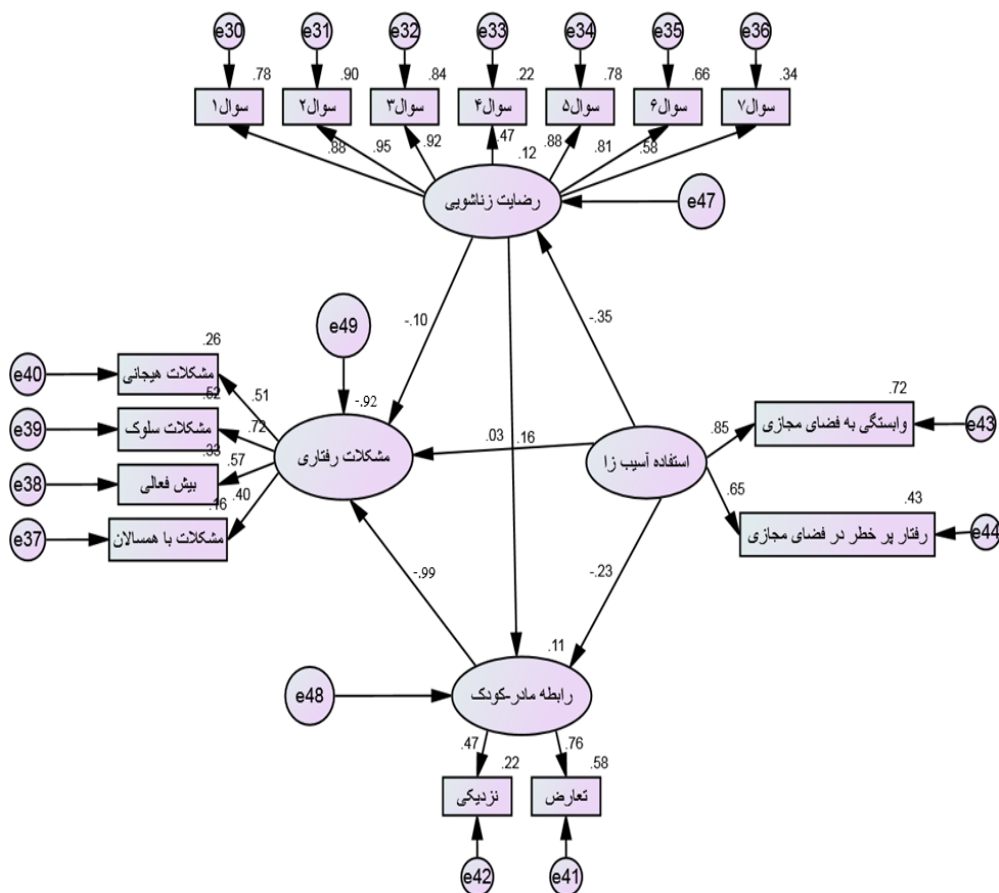 e30 e31 e32 e33 e34 e35 e36
.78 .90 .84 .22 .78 .66 .34
سوال۱ سوال۲ سوال۳ سوال۴ سوال۵ سوال۶ سوال۷
.88 .95 .92 .47 .88 .81 .58
.12
رضایت زناشویی
e47
-.10
-.35
e49
-.92
.26
e40
مشکلات هیجانی
.51
.52
e39
مشکلات سلوک
.72
.33
e38
بیش فعالی
.57
.16
e37
مشکلات با همسالان
.40
مشکلات رفتاری
.03 .16
استفاده آسیب زا
.85
.72
وابستگی به فضای مجازی
e43
.65
.43
رفتار پر خطر در فضای مجازی
e44
-.99
-.23
.11
e48
رابطه مادر-کودک
.47 .22 .76 .58
نزدیکی تعارض
e42 e41